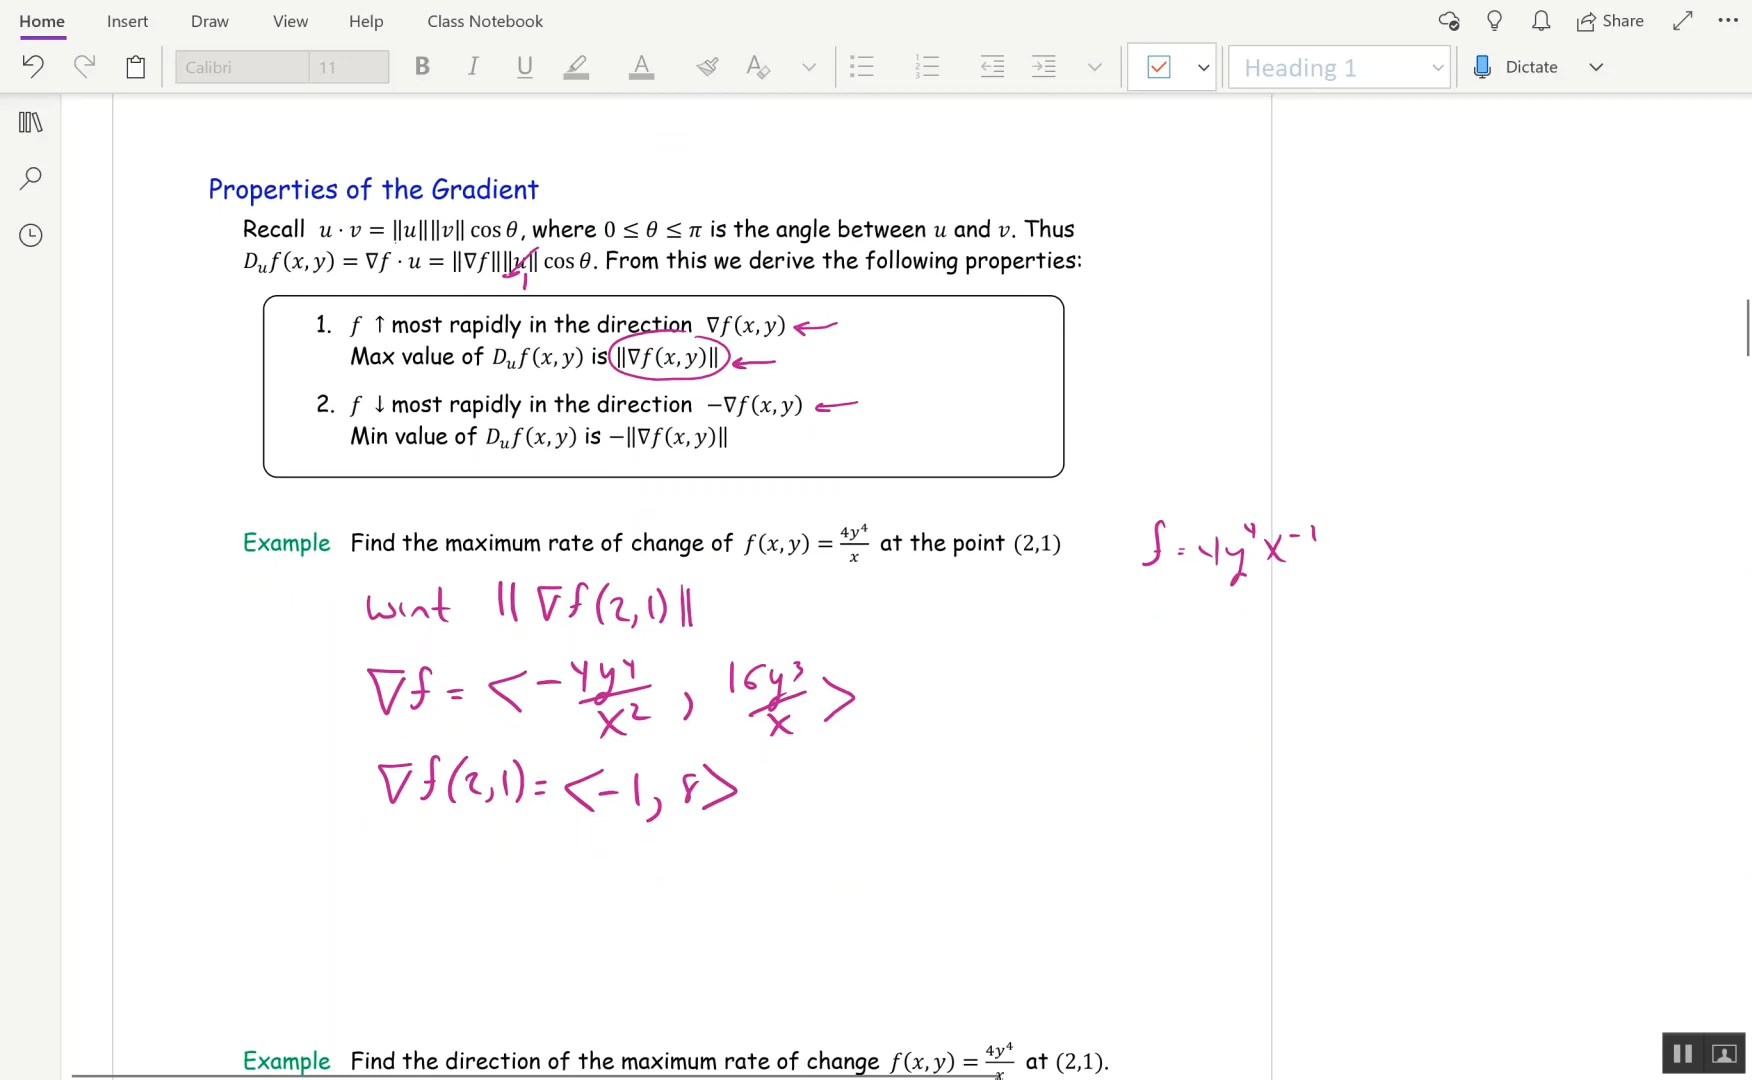 Home Insert Draw View Help Class Notebook Share
Calibri 11 B I U A A Heading 1 Dictate
Properties of the Gradient
Recall u · v = ‖u‖‖v‖ cos θ, where 0 ≤ θ ≤ π is the angle between u and v. Thus
Dᵤf(x, y) = ∇f · u = ‖∇f‖‖u‖ cos θ. From this we derive the following properties:
1
1. f ↑ most rapidly in the direction ∇f(x, y) ←
Max value of Dᵤf(x, y) is ‖∇f(x, y)‖ ←
2. f ↓ most rapidly in the direction −∇f(x, y) ←
Min value of Dᵤf(x, y) is −‖∇f(x, y)‖
Example Find the maximum rate of change of f(x, y) = 4y⁴/x at the point (2,1)
f = 4y⁴x⁻¹
want ‖∇f(2,1)‖
∇f = <−4y⁴/x², 16y³/x>
∇f(2,1) = <−1, 8>
Example Find the direction of the maximum rate of change f(x, y) = 4y⁴/x at (2,1).